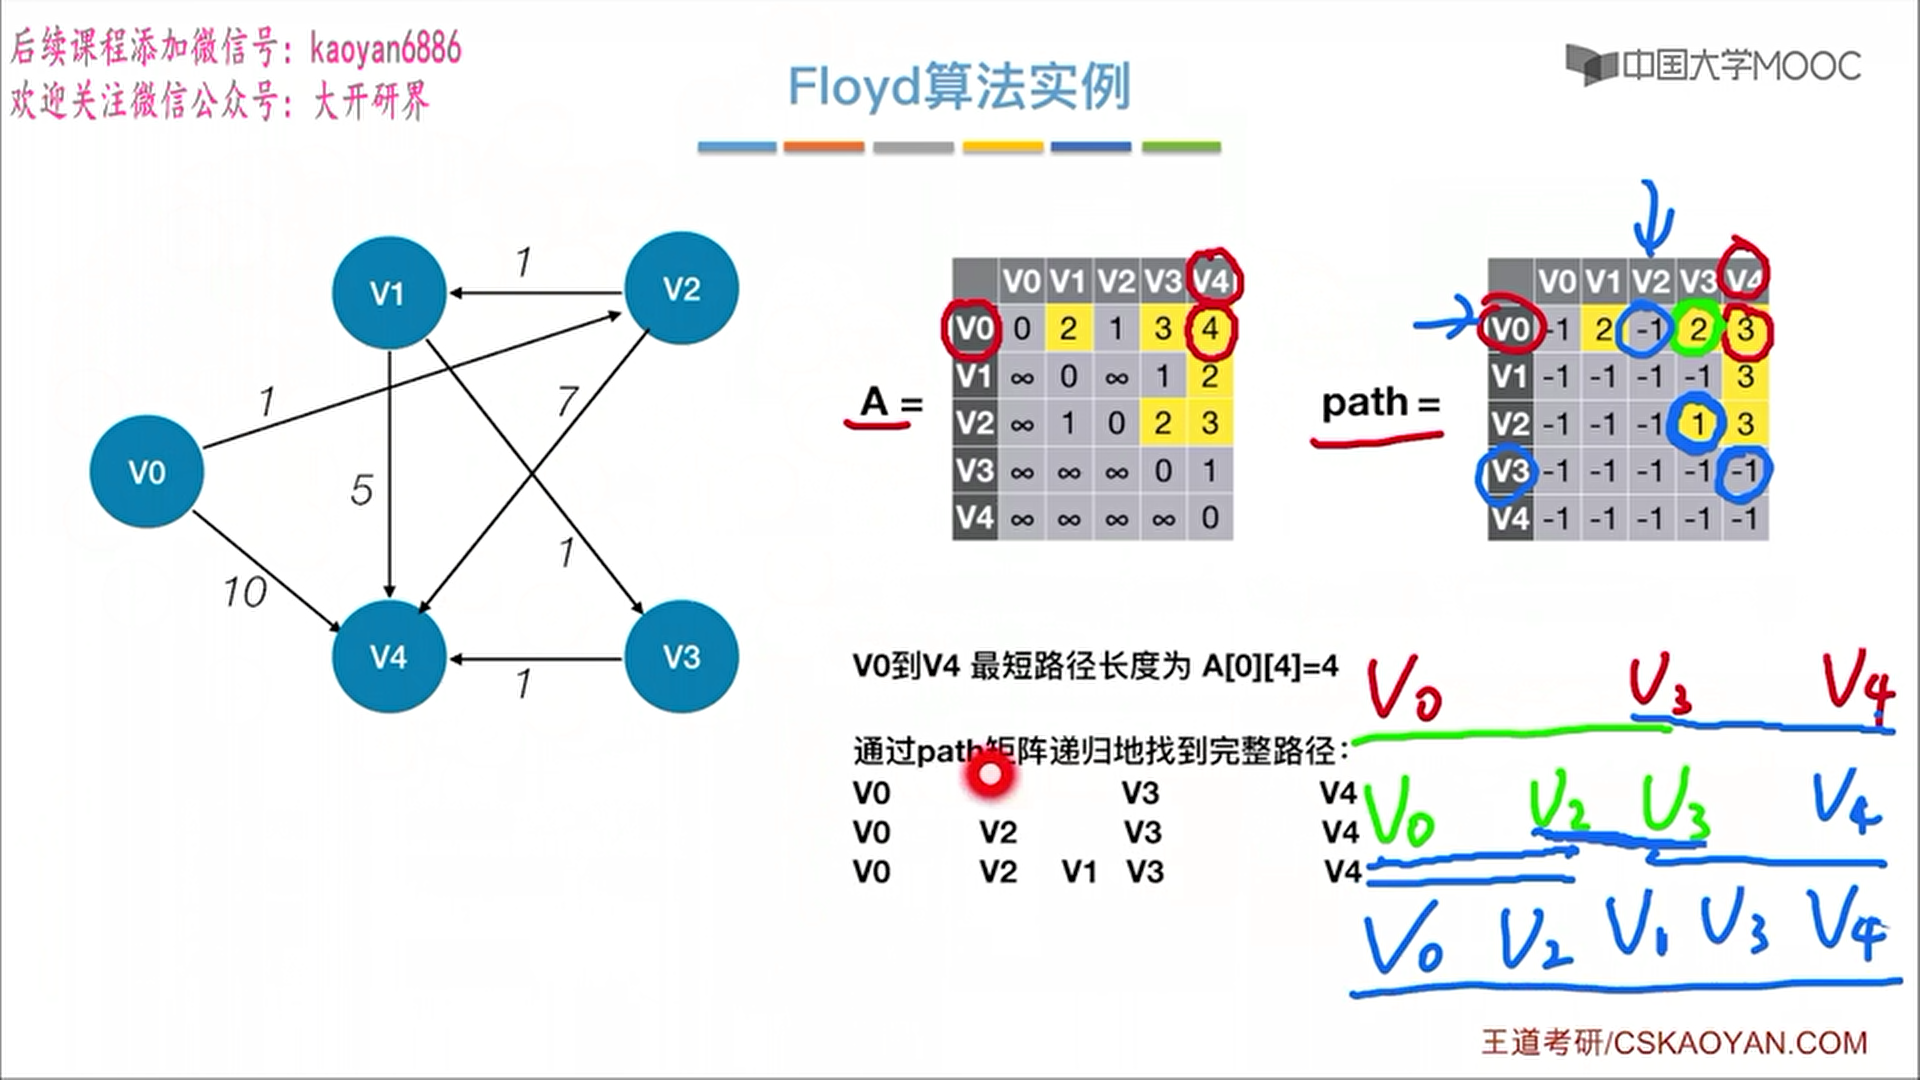 后续课程添加微信号：kaoyan6886
欢迎关注微信公众号：大开研界
Floyd算法实例
中国大学MOOC
V1
1
V2
1
7
V0
5
10
1
V4
1
V3
A =
V0 V1 V2 V3 V4
V0 0 2 1 3 4
V1 ∞ 0 ∞ 1 2
V2 ∞ 1 0 2 3
V3 ∞ ∞ ∞ 0 1
V4 ∞ ∞ ∞ ∞ 0
path =
V0 V1 V2 V3 V4
V0 -1 2 -1 2 3
V1 -1 -1 -1 -1 3
V2 -1 -1 -1 1 3
V3 -1 -1 -1 -1 -1
V4 -1 -1 -1 -1 -1
V0到V4 最短路径长度为 A[0][4]=4
通过path矩阵递归地找到完整路径：
V0 V3 V4
V0 V2 V3 V4
V0 V2 V1 V3 V4
V0 V3 V4
V0 V2 V3 V4
V0 V2 V1 V3 V4
王道考研/CSKAOYAN.COM